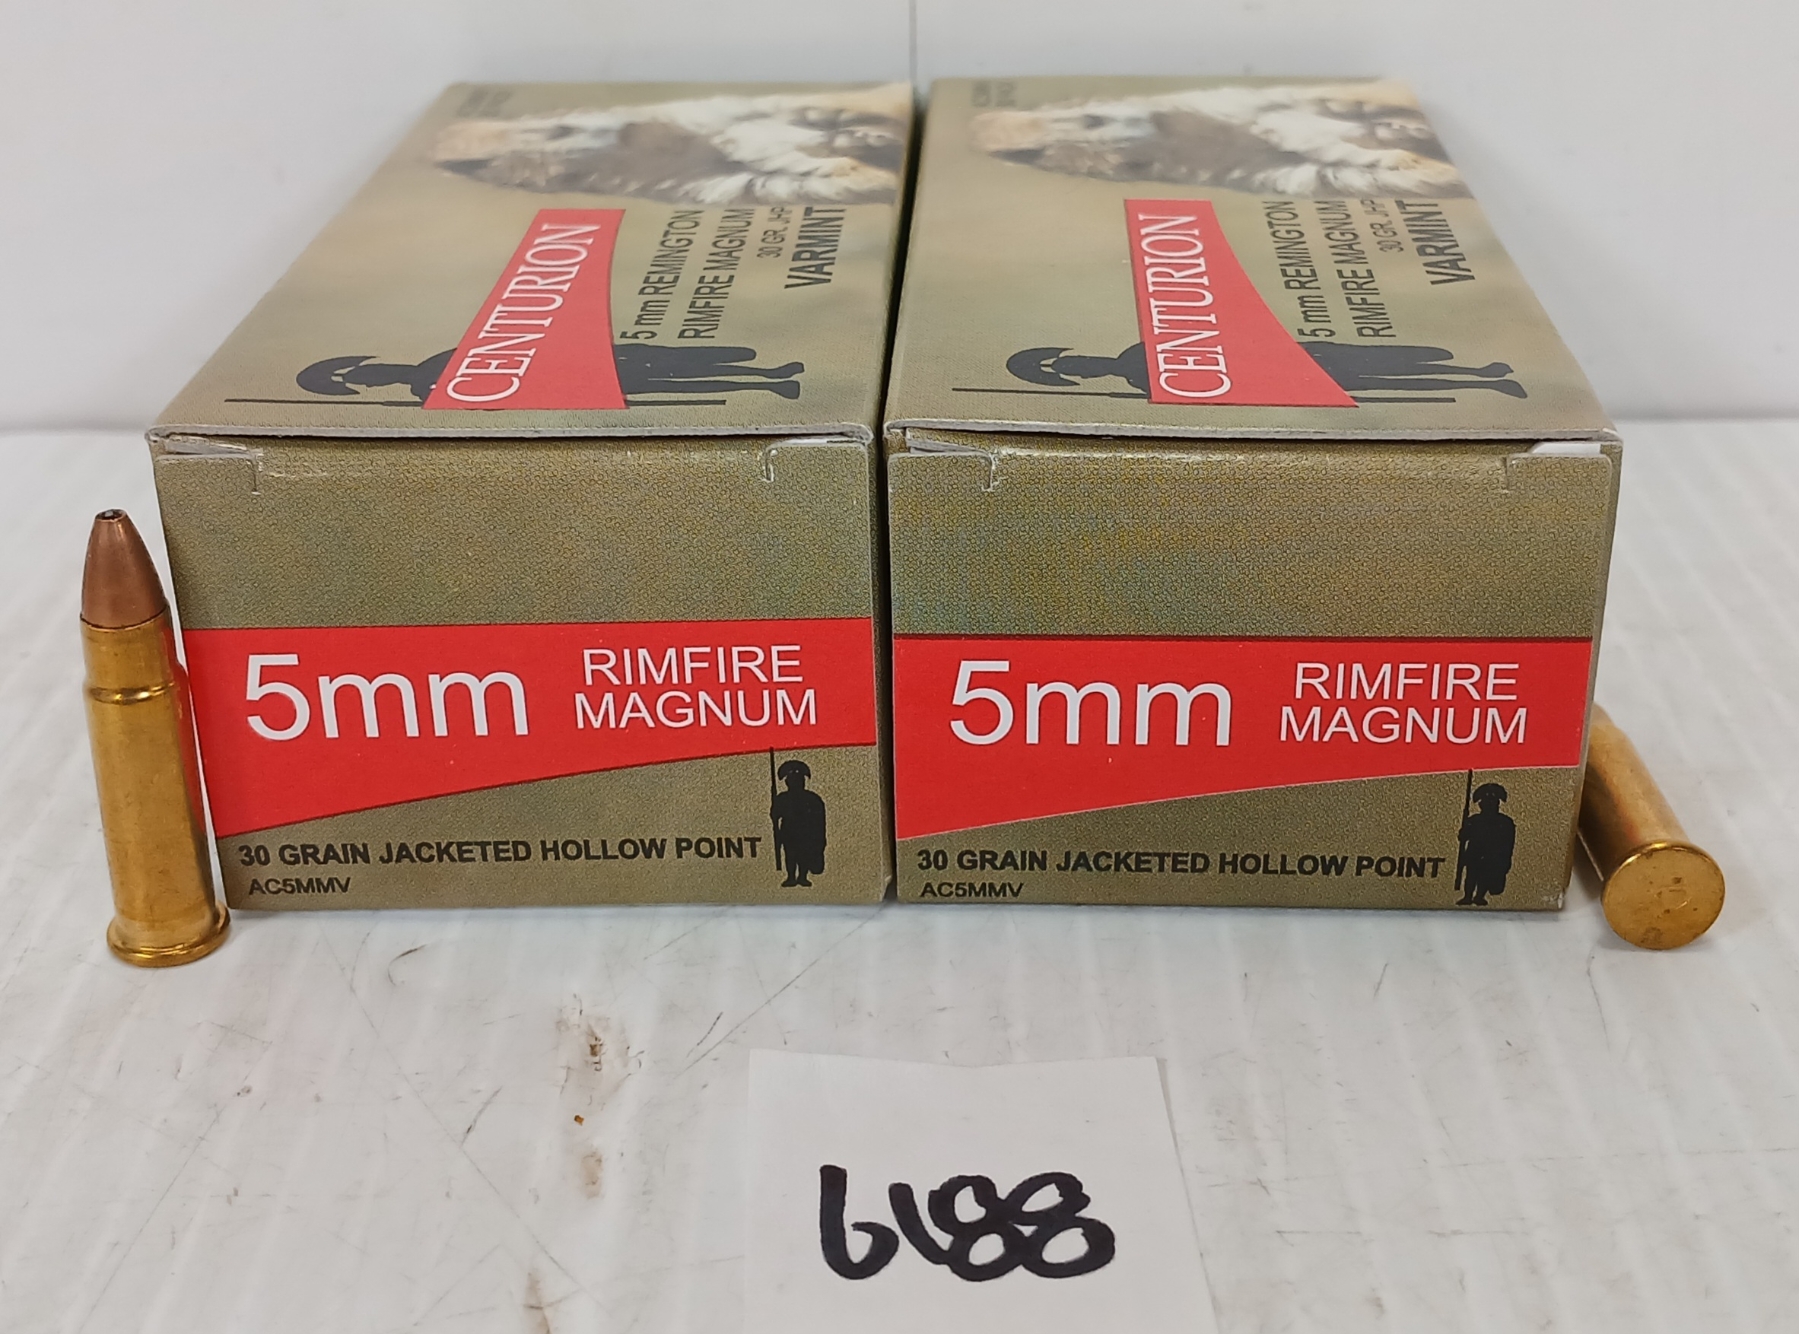 CENTURION
5 mm REMINGTON
RIMFIRE MAGNUM
30 GR. JHP
VARMINT
5mm
RIMFIRE
MAGNUM
30 GRAIN JACKETED HOLLOW POINT
AC5MMV
CENTURION
5 mm REMINGTON
RIMFIRE MAGNUM
30 GR. JHP
VARMINT
5mm
RIMFIRE
MAGNUM
30 GRAIN JACKETED HOLLOW POINT
AC5MMV
6188